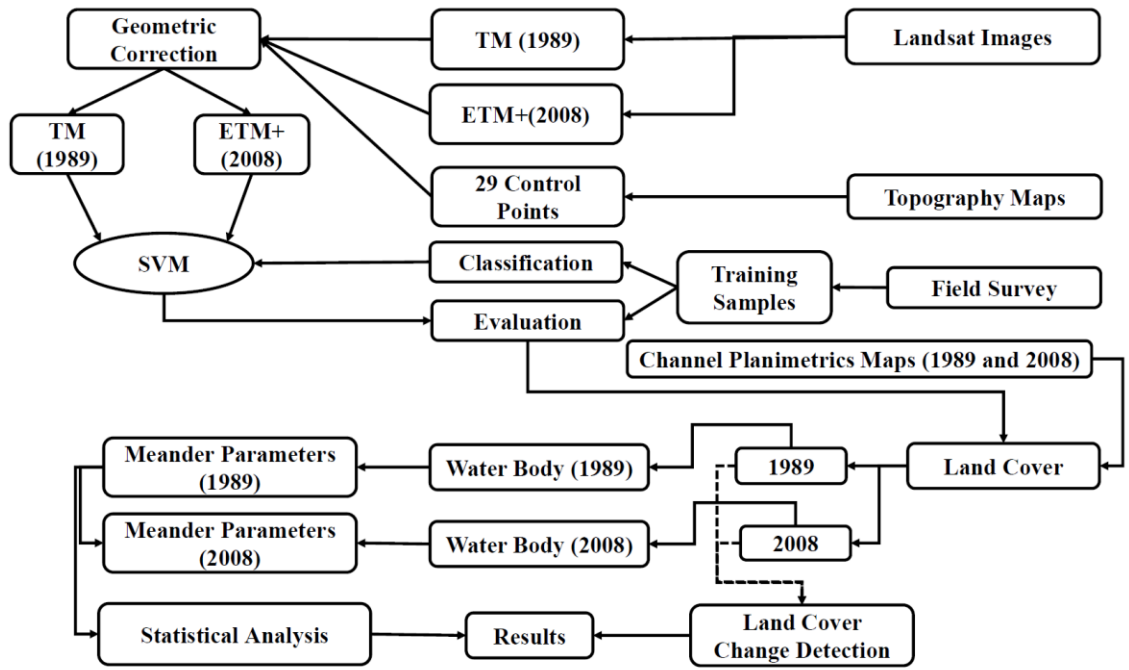 Geometric
Correction
TM (1989)
Landsat Images
ETM+(2008)
TM
(1989)
ETM+
(2008)
29 Control
Points
Topography Maps
SVM
Classification
Training
Samples
Field Survey
Evaluation
Channel Planimetrics Maps (1989 and 2008)
Meander Parameters
(1989)
Water Body (1989)
1989
Land Cover
Meander Parameters
(2008)
Water Body (2008)
2008
Statistical Analysis
Results
Land Cover
Change Detection